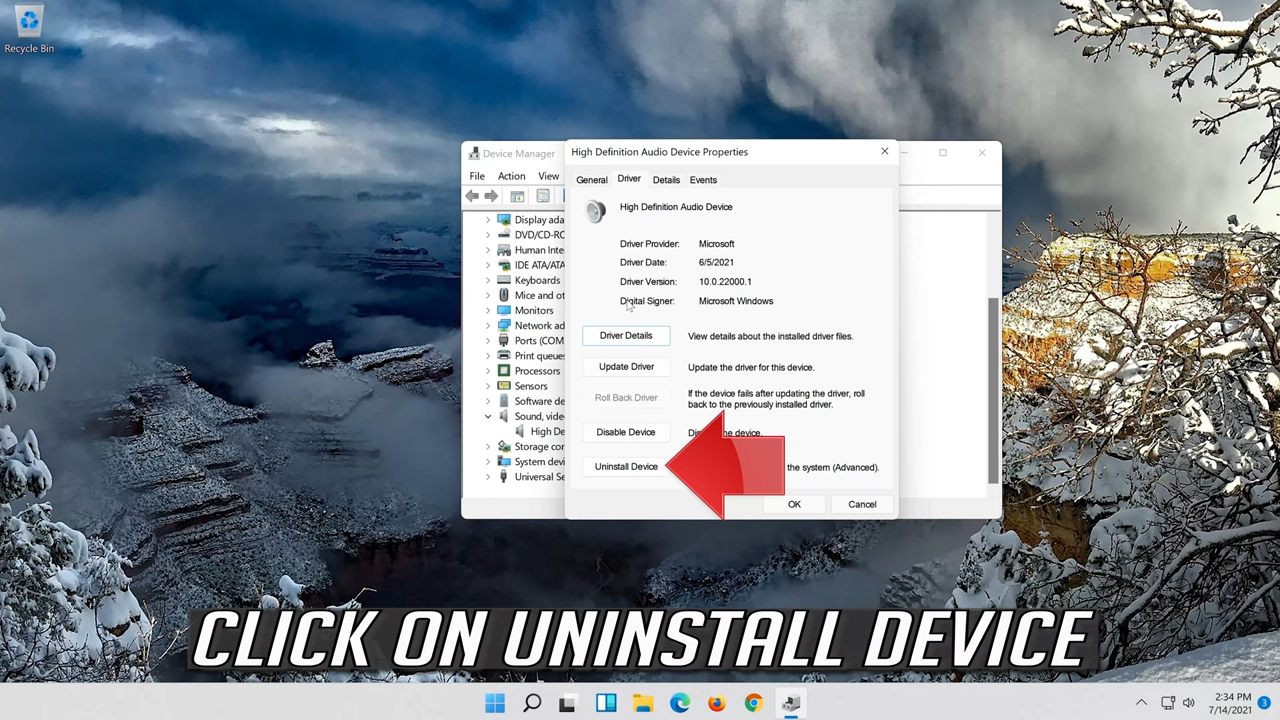 Recycle Bin
Device Manager
High Definition Audio Device Properties
File Action View
General Driver Details Events
High Definition Audio Device
Driver Provider: Microsoft
Driver Date: 6/5/2021
Driver Version: 10.0.22000.1
Digital Signer: Microsoft Windows
Driver Details View details about the installed driver files.
Update Driver Update the driver for this device.
Roll Back Driver If the device fails after updating the driver, roll
back to the previously installed driver.
Disable Device device.
Uninstall Device the system (Advanced).
OK Cancel
Display ada
DVD/CD-RO
Human Inte
IDE ATA/ATA
Keyboards
Mice and ot
Monitors
Network ad
Ports (COM
Print queues
Processors
Sensors
Software de
Sound, video
High De
Storage con
System devi
Universal Se
CLICK ON UNINSTALL DEVICE
2:34 PM
7/14/2021
3